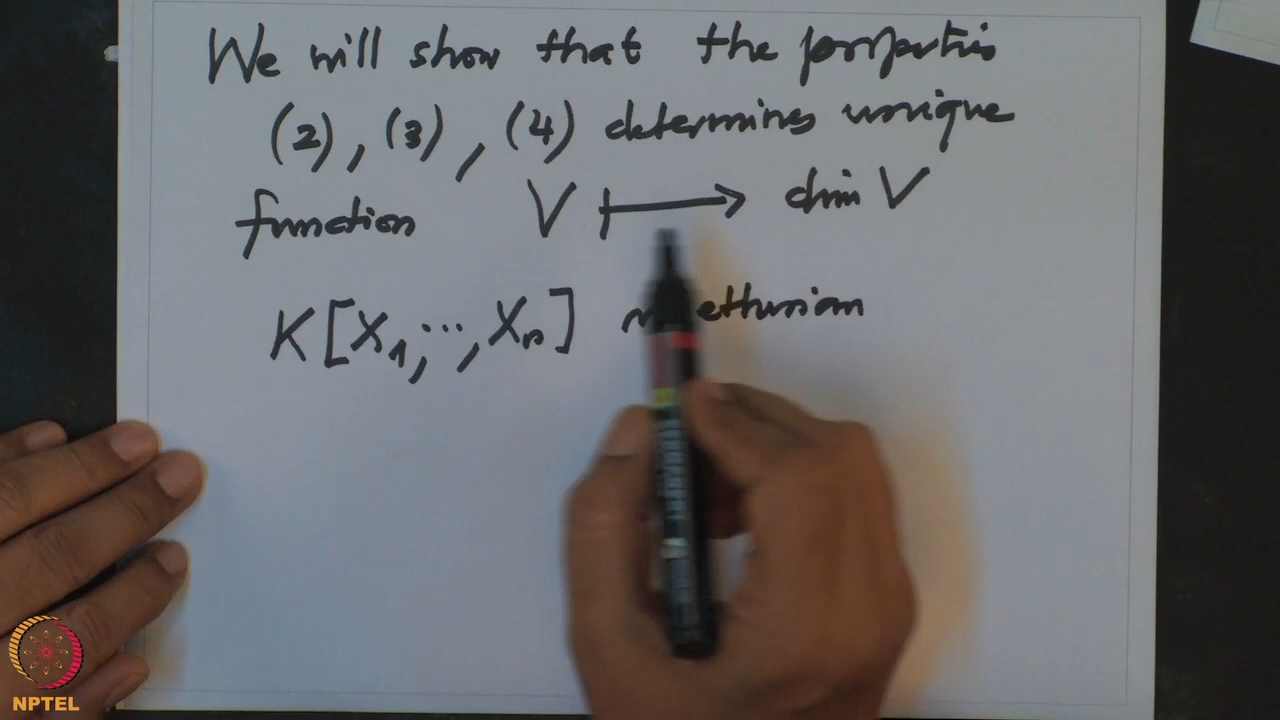 We will show that the properties
(2), (3), (4) determines unique
function V ⟼ dim V
K[X₁,⋯,Xₙ] noetherian
NPTEL